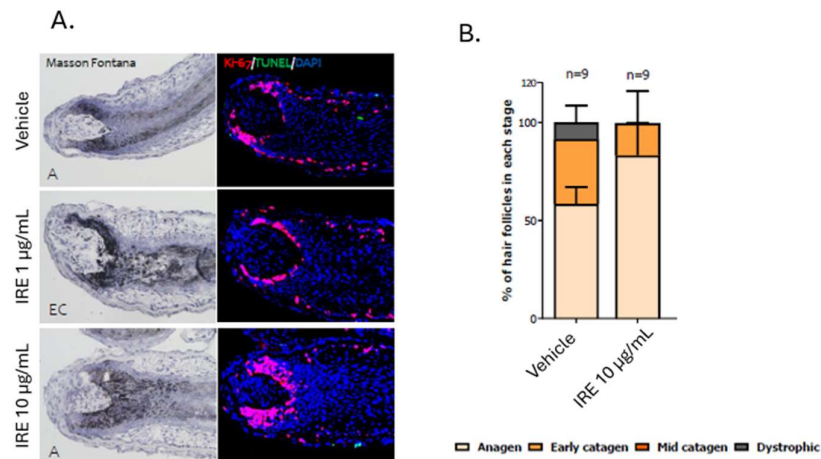 A.
Masson Fontana
Ki-67/TUNEL/DAPI
Vehicle
A
IRE 1 µg/mL
EC
IRE 10 µg/mL
A
B.
n=9 n=9
% of hair follicles in each stage
120
100
50
0
Vehicle
IRE 10 µg/mL
Anagen Early catagen Mid catagen Dystrophic